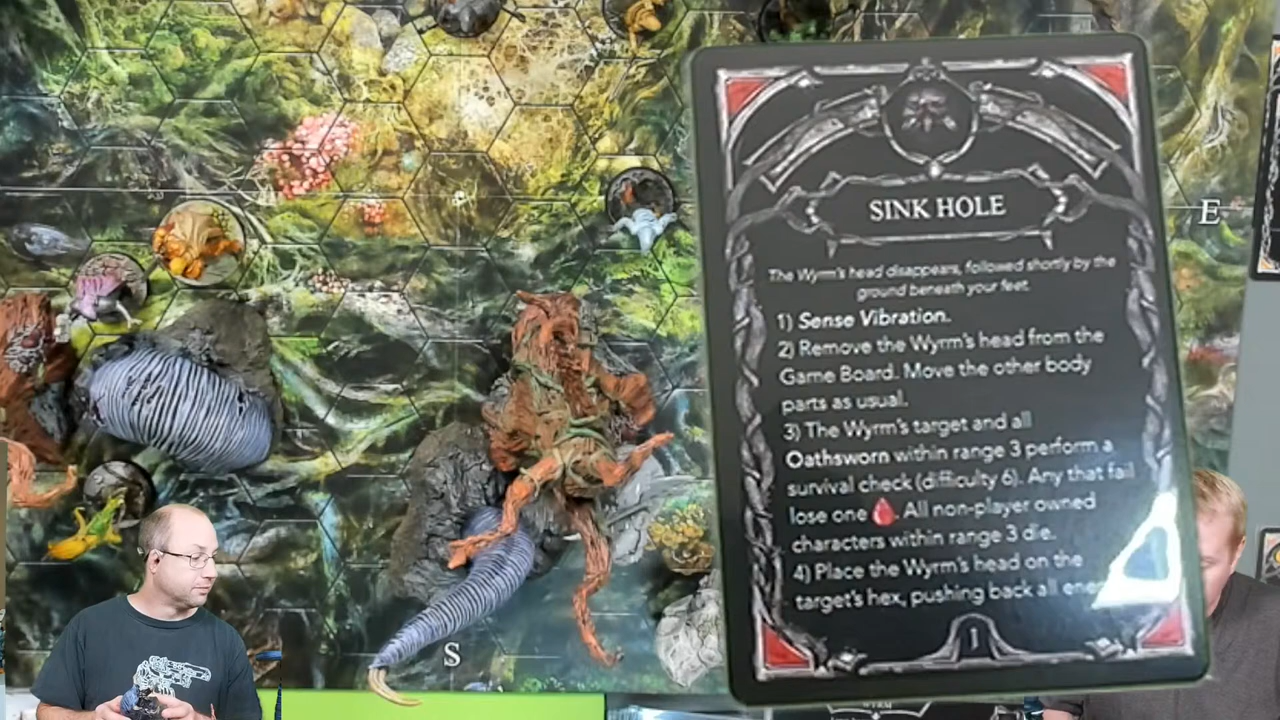 SINK HOLE
The Wyrm's head disappears, followed shortly by the
ground beneath your feet.
1) Sense Vibration.
2) Remove the Wyrm's head from the
Game Board. Move the other body
parts as usual.
3) The Wyrm's target and all
Oathsworn within range 3 perform a
survival check (difficulty 6). Any that fail
lose one . All non-player owned
characters within range 3 die.
4) Place the Wyrm's head on the
target's hex, pushing back all
1
E
S